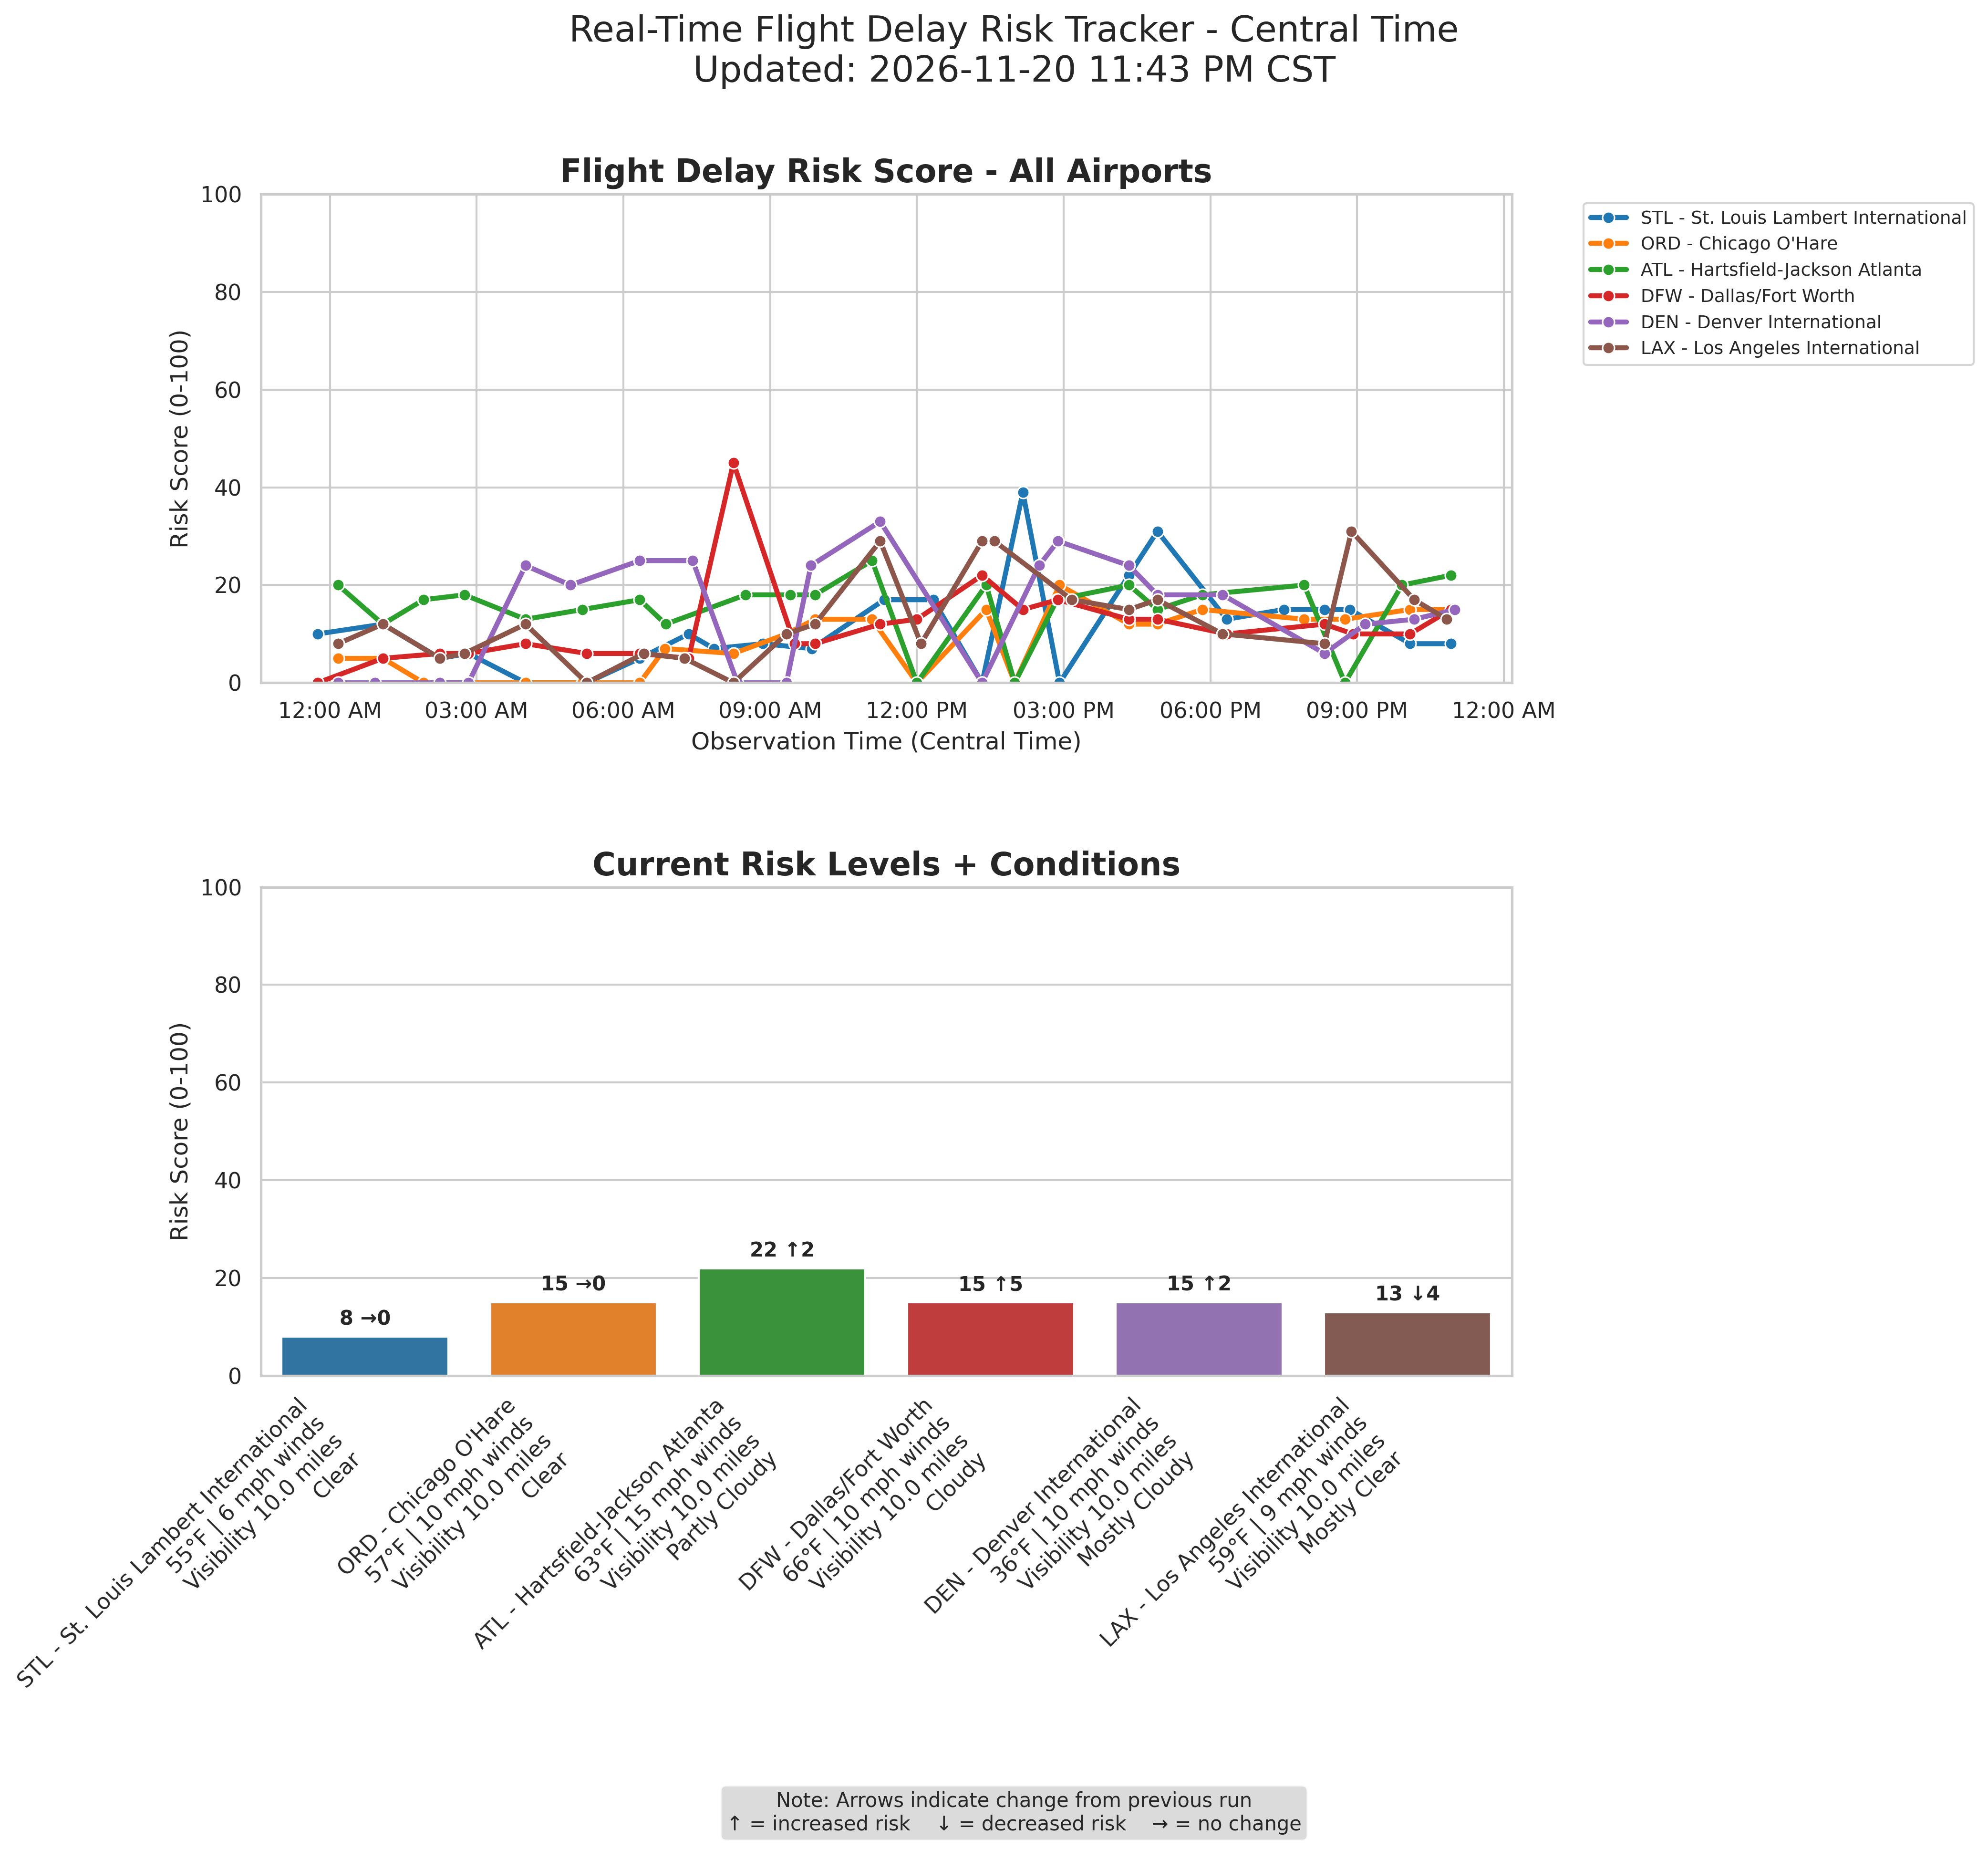 Real-Time Flight Delay Risk Tracker - Central Time
Updated: 2026-11-20 11:43 PM CST
Flight Delay Risk Score - All Airports
Risk Score (0-100)
100
80
60
40
20
0
12:00 AM
03:00 AM
06:00 AM
09:00 AM
12:00 PM
03:00 PM
06:00 PM
09:00 PM
12:00 AM
Observation Time (Central Time)
STL - St. Louis Lambert International
ORD - Chicago O'Hare
ATL - Hartsfield-Jackson Atlanta
DFW - Dallas/Fort Worth
DEN - Denver International
LAX - Los Angeles International
Current Risk Levels + Conditions
Risk Score (0-100)
100
80
60
40
20
0
8 →0
15 →0
22 ↑2
15 ↑5
15 ↑2
13 ↓4
STL - St. Louis Lambert International
55°F | 6 mph winds
Visibility 10.0 miles
Clear
ORD - Chicago O'Hare
57°F | 10 mph winds
Visibility 10.0 miles
Clear
ATL - Hartsfield-Jackson Atlanta
63°F | 15 mph winds
Visibility 10.0 miles
Partly Cloudy
DFW - Dallas/Fort Worth
66°F | 10 mph winds
Visibility 10.0 miles
Cloudy
DEN - Denver International
36°F | 10 mph winds
Visibility 10.0 miles
Mostly Cloudy
LAX - Los Angeles International
59°F | 9 mph winds
Visibility 10.0 miles
Mostly Clear
Note: Arrows indicate change from previous run
↑ = increased risk ↓ = decreased risk → = no change